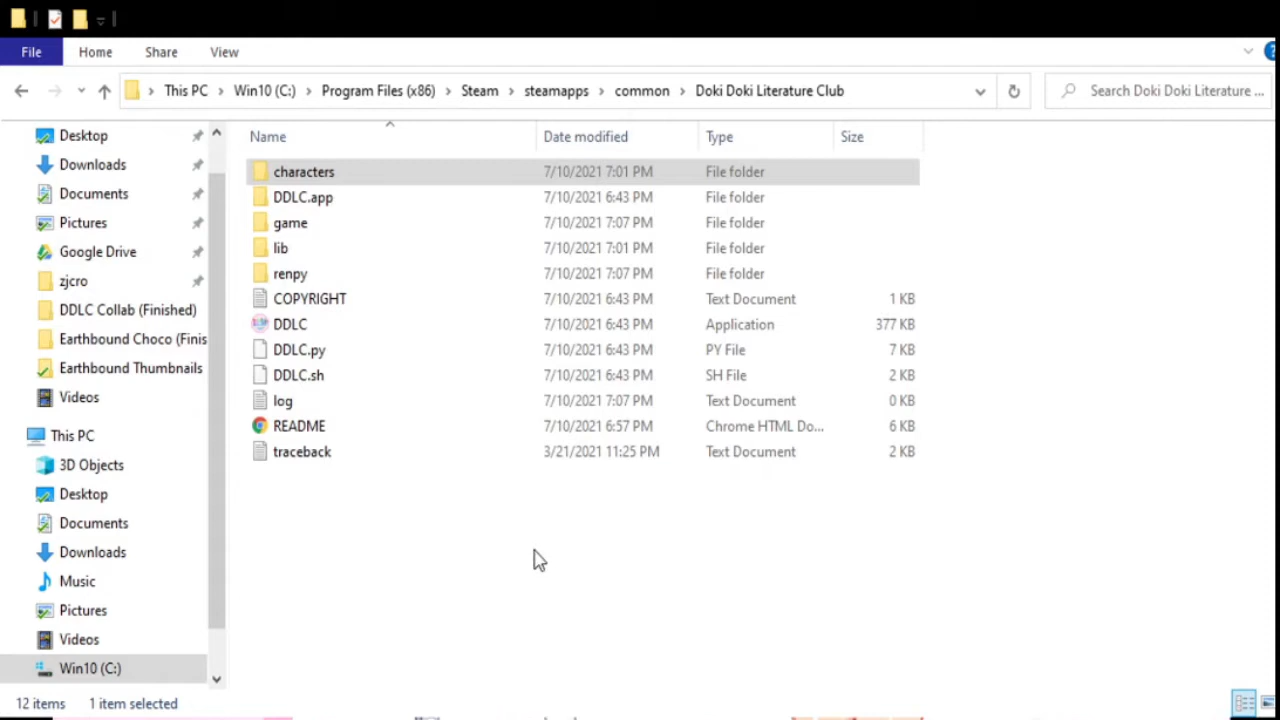 File Home Share View
This PC Win10 (C:) Program Files (x86) Steam steamapps common Doki Doki Literature Club Search Doki Doki Literature ...
Name Date modified Type Size
Desktop
Downloads
Documents
Pictures
Google Drive
zjcro
DDLC Collab (Finished)
Earthbound Choco (Finis
Earthbound Thumbnails
Videos
This PC
3D Objects
Desktop
Documents
Downloads
Music
Pictures
Videos
Win10 (C:)
characters 7/10/2021 7:01 PM File folder
DDLC.app 7/10/2021 6:43 PM File folder
game 7/10/2021 7:07 PM File folder
lib 7/10/2021 7:01 PM File folder
renpy 7/10/2021 7:07 PM File folder
COPYRIGHT 7/10/2021 6:43 PM Text Document 1 KB
DDLC 7/10/2021 6:43 PM Application 377 KB
DDLC.py 7/10/2021 6:43 PM PY File 7 KB
DDLC.sh 7/10/2021 6:43 PM SH File 2 KB
log 7/10/2021 7:07 PM Text Document 0 KB
README 7/10/2021 6:57 PM Chrome HTML Do... 6 KB
traceback 3/21/2021 11:25 PM Text Document 2 KB
12 items 1 item selected